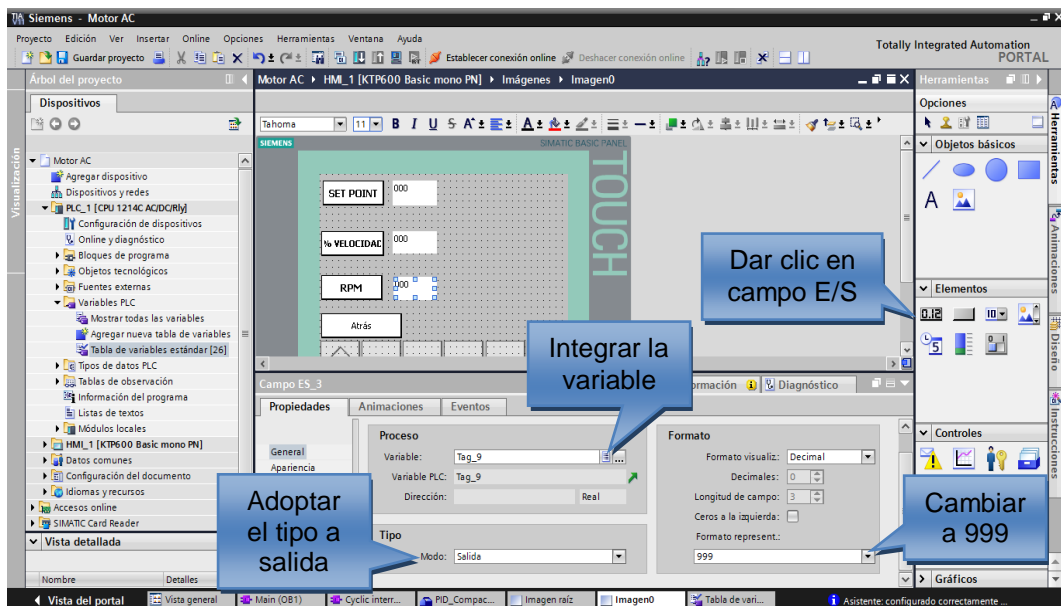 Siemens - Motor AC
Proyecto Edición Ver Insertar Online Opciones Herramientas Ventana Ayuda
Totally Integrated Automation
PORTAL
Guardar proyecto
Establecer conexión online
Deshacer conexión online
Árbol del proyecto
Motor AC HMI_1 [KTP600 Basic mono PN] Imágenes Imagen0
Herramientas
Dispositivos
Opciones
Tahoma 11 B I U S A
Visualización
Motor AC
Agregar dispositivo
Dispositivos y redes
PLC_1 [CPU 1214C AC/DC/Rly]
Configuración de dispositivos
Online y diagnóstico
Bloques de programa
Objetos tecnológicos
Fuentes externas
Variables PLC
Mostrar todas las variables
Agregar nueva tabla de variables
Tabla de variables estándar [26]
Tipos de datos PLC
Tablas de observación
Información del programa
Listas de textos
Módulos locales
HMI_1 [KTP600 Basic mono PN]
Datos comunes
Configuración del documento
Idiomas y recursos
Accesos online
SIMATIC Card Reader
Vista detallada
Nombre Detalles
SIEMENS
SIMATIC BASIC PANEL
TOUCH
SET POINT 000
% VELOCIDAD 000
RPM 000
Atrás
Dar clic en
campo E/S
Integrar la
variable
Adoptar
el tipo a
salida
Cambiar
a 999
Campo ES_3
Diagnóstico
Propiedades Animaciones Eventos
General
Apariencia
Proceso
Variable: Tag_9
Variable PLC: Tag_9
Dirección: Real
Tipo
Modo: Salida
Formato
Formato visualiz.: Decimal
Decimales: 0
Longitud de campo: 3
Ceros a la izquierda:
Formato represent.:
999
Objetos básicos
A
Elementos
0.12
10
5
Controles
Gráficos
Herramientas
Animaciones
Diseño
Instrucciones
Vista del portal
Vista general
Main (OB1)
Cyclic interr...
PID_Compac...
Imagen raíz
Imagen0
Tabla de vari...
Asistente: configurado correctamente ...